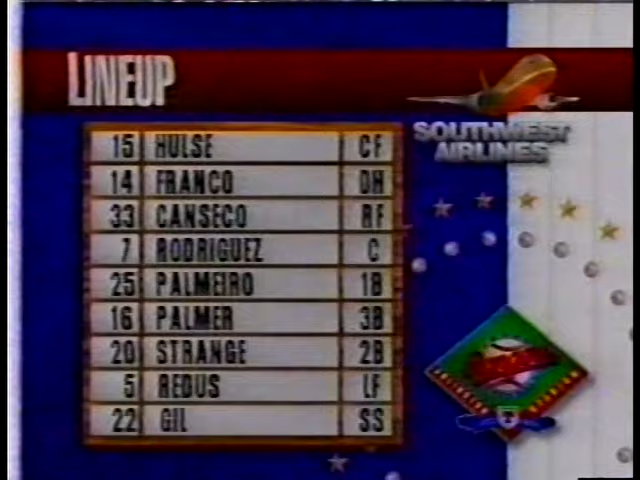 LINEUP
SOUTHWEST
AIRLINES
15 HULSE CF
14 FRANCO DH
33 CANSECO RF
7 RODRIGUEZ C
25 PALMEIRO 1B
16 PALMER 3B
20 STRANGE 2B
5 REDUS LF
22 GIL SS